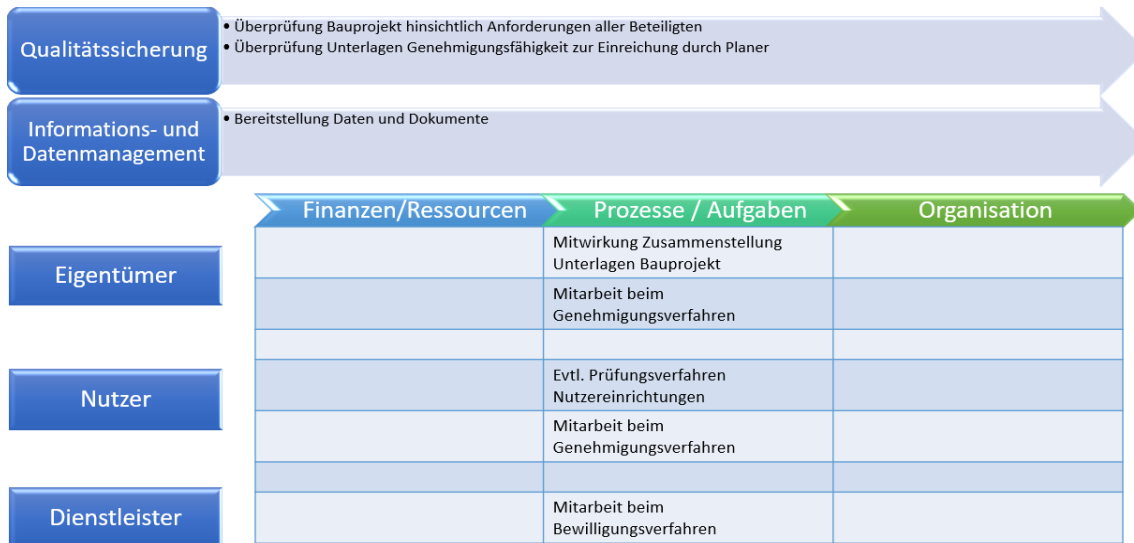 Qualitätssicherung
• Überprüfung Bauprojekt hinsichtlich Anforderungen aller Beteiligten
• Überprüfung Unterlagen Genehmigungsfähigkeit zur Einreichung durch Planer
Informations- und
Datenmanagement
• Bereitstellung Daten und Dokumente
Finanzen/Ressourcen
Prozesse / Aufgaben
Organisation
Eigentümer
Mitwirkung Zusammenstellung
Unterlagen Bauprojekt
Mitarbeit beim
Genehmigungsverfahren
Nutzer
Evtl. Prüfungsverfahren
Nutzereinrichtungen
Mitarbeit beim
Genehmigungsverfahren
Dienstleister
Mitarbeit beim
Bewilligungsverfahren